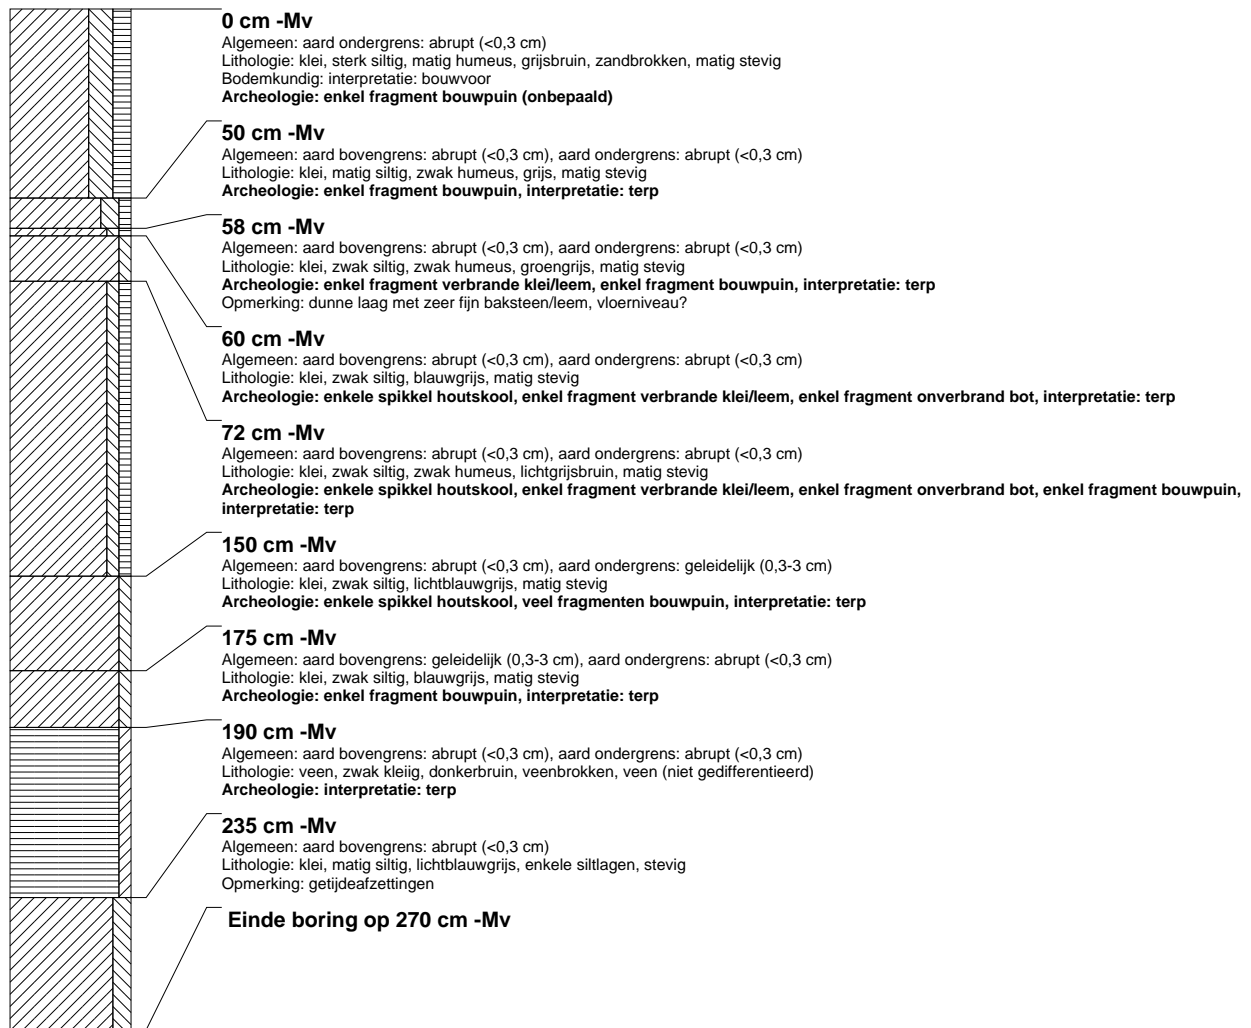 0 cm -Mv
Algemeen: aard ondergrens: abrupt (<0,3 cm)
Lithologie: klei, sterk siltig, matig humeus, grijsbruin, zandbrokken, matig stevig
Bodemkundig: interpretatie: bouwvoor
Archeologie: enkel fragment bouwpuin (onbepaald)
50 cm -Mv
Algemeen: aard bovengrens: abrupt (<0,3 cm), aard ondergrens: abrupt (<0,3 cm)
Lithologie: klei, matig siltig, zwak humeus, grijs, matig stevig
Archeologie: enkel fragment bouwpuin, interpretatie: terp
58 cm -Mv
Algemeen: aard bovengrens: abrupt (<0,3 cm), aard ondergrens: abrupt (<0,3 cm)
Lithologie: klei, zwak siltig, zwak humeus, groengrijs, matig stevig
Archeologie: enkel fragment verbrande klei/leem, enkel fragment bouwpuin, interpretatie: terp
Opmerking: dunne laag met zeer fijn baksteen/leem, vloerniveau?
60 cm -Mv
Algemeen: aard bovengrens: abrupt (<0,3 cm), aard ondergrens: abrupt (<0,3 cm)
Lithologie: klei, zwak siltig, blauwgrijs, matig stevig
Archeologie: enkele spikkel houtskool, enkel fragment verbrande klei/leem, enkel fragment onverbrand bot, interpretatie: terp
72 cm -Mv
Algemeen: aard bovengrens: abrupt (<0,3 cm), aard ondergrens: abrupt (<0,3 cm)
Lithologie: klei, zwak siltig, zwak humeus, lichtgrijsbruin, matig stevig
Archeologie: enkele spikkel houtskool, enkel fragment verbrande klei/leem, enkel fragment onverbrand bot, enkel fragment bouwpuin,
interpretatie: terp
150 cm -Mv
Algemeen: aard bovengrens: abrupt (<0,3 cm), aard ondergrens: geleidelijk (0,3-3 cm)
Lithologie: klei, zwak siltig, lichtblauwgrijs, matig stevig
Archeologie: enkele spikkel houtskool, veel fragmenten bouwpuin, interpretatie: terp
175 cm -Mv
Algemeen: aard bovengrens: geleidelijk (0,3-3 cm), aard ondergrens: abrupt (<0,3 cm)
Lithologie: klei, zwak siltig, blauwgrijs, matig stevig
Archeologie: enkel fragment bouwpuin, interpretatie: terp
190 cm -Mv
Algemeen: aard bovengrens: abrupt (<0,3 cm), aard ondergrens: abrupt (<0,3 cm)
Lithologie: veen, zwak kleiig, donkerbruin, veenbrokken, veen (niet gedifferentieerd)
Archeologie: interpretatie: terp
235 cm -Mv
Algemeen: aard bovengrens: abrupt (<0,3 cm)
Lithologie: klei, matig siltig, lichtblauwgrijs, enkele siltlagen, stevig
Opmerking: getijdeafzettingen
Einde boring op 270 cm -Mv